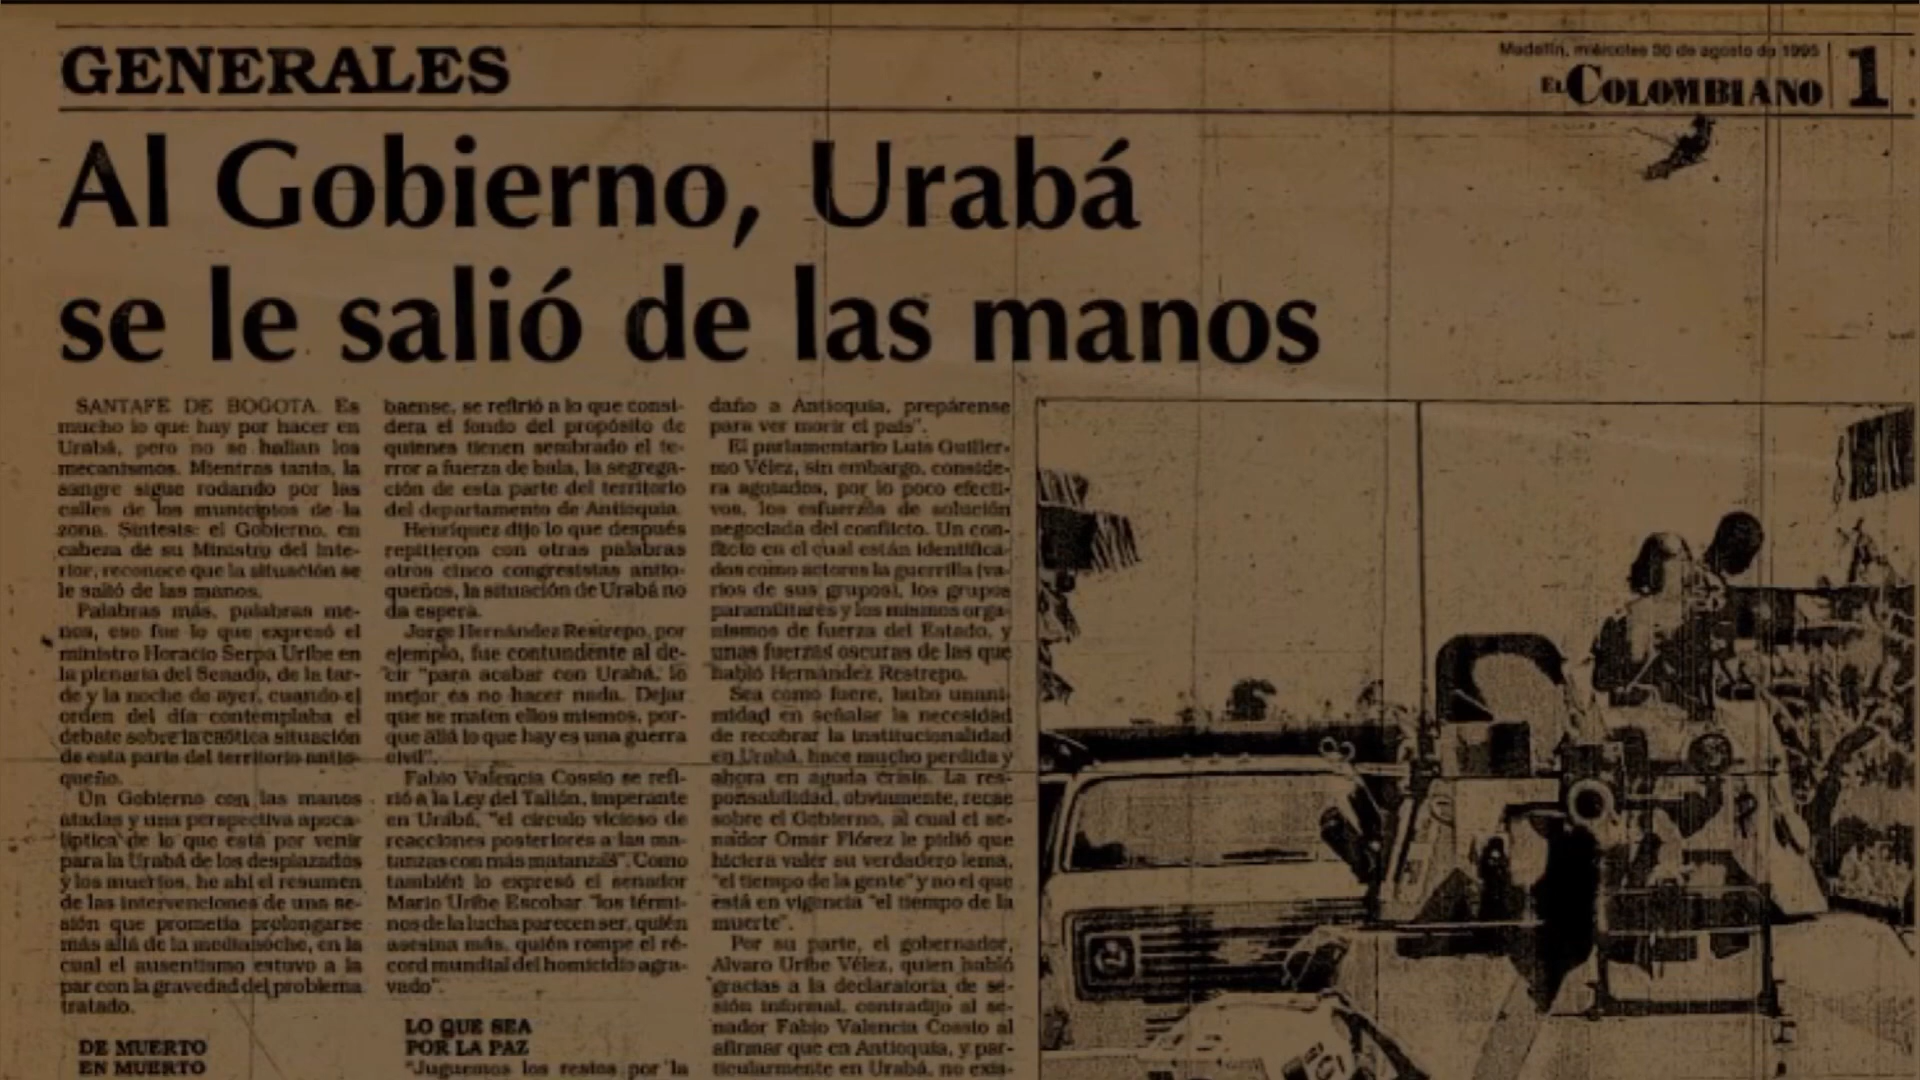 GENERALES
Medellín, miércoles 30 de agosto de 1995
EL COLOMBIANO
1
Al Gobierno, Urabá
se le salió de las manos
SANTAFE DE BOGOTA. Es
mucho lo que hay por hacer en
Urabá, pero no se hallan los
mecanismos. Mientras tanto, la
sangre sigue rodando por las
calles de los municipios de la
zona. Síntesis: el Gobierno, en
cabeza de su Ministro del Inte-
rior, reconoce que la situación se
le salió de las manos.
Palabras más, palabras me-
nos, eso fue lo que expresó el
ministro Horacio Serpa Uribe en
la plenaria del Senado, de la tar-
de y la noche de ayer, cuando el
orden del día contemplaba el
debate sobre la caótica situación
de esta parte del territorio antio-
queño.
Un Gobierno con las manos
atadas y una perspectiva apoca-
líptica de lo que está por venir
para la Urabá de los desplazados
y los muertos, he ahí el resumen
de las intervenciones de una se-
sión que prometía prolongarse
más allá de la medianoche, en la
cual el ausentismo estuvo a la
par con la gravedad del problema
tratado.
DE MUERTO
EN MUERTO
baense, se refirió a lo que consi-
dera el fondo del propósito de
quienes tienen sembrado el te-
rror a fuerza de bala, la segrega-
ción de esta parte del territorio
del departamento de Antioquia.
Henríquez dijo lo que después
repitieron con otras palabras
otros cinco congresistas antio-
queños, la situación de Urabá no
da espera.
Jorge Hernández Restrepo, por
ejemplo, fue contundente al de-
cir "para acabar con Urabá, lo
mejor es no hacer nada. Dejar
que se maten ellos mismos, por-
que allá lo que hay es una guerra
civil".
Fabio Valencia Cossio se refi-
rió a la Ley del Talión, imperante
en Urabá, "el círculo vicioso de
reacciones posteriores a las ma-
tanzas con más matanzas". Como
también lo expresó el senador
Mario Uribe Escobar "los térmi-
nos de la lucha parecen ser, quién
asesina más, quién rompe el ré-
cord mundial del homicidio agra-
vado".
LO QUE SEA
POR LA PAZ
"Juguemos los restos por la
daño a Antioquia, prepárense
para ver morir el país".
El parlamentario Luis Guiller-
mo Vélez, sin embargo, conside-
ra agotados, por lo poco efecti-
vos, los esfuerzos de solución
negociada del conflicto. Un con-
flicto en el cual están identifica-
dos como actores la guerrilla (va-
rios de sus grupos), los grupos
paramilitares y los mismos orga-
nismos de fuerza del Estado, y
unas fuerzas oscuras de las que
habló Hernández Restrepo.
Sea como fuere, hubo unani-
midad en señalar la necesidad
de recobrar la institucionalidad
en Urabá, hace mucho perdida y
ahora en aguda crisis. La res-
ponsabilidad, obviamente, recae
sobre el Gobierno, al cual el se-
nador Omar Flórez le pidió que
hiciera valer su verdadero lema,
"el tiempo de la gente" y no el que
está en vigencia "el tiempo de la
muerte".
Por su parte, el gobernador,
Alvaro Uribe Vélez, quien habló
gracias a la declaratoria de se-
sión informal, contradijo al se-
nador Fabio Valencia Cossio al
afirmar que en Antioquia, y par-
ticularmente en Urabá, no exis-